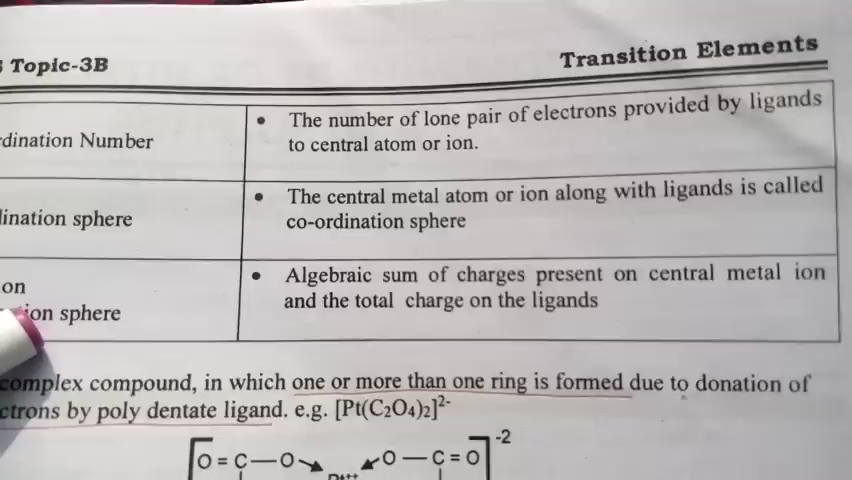 Topic-3B
Transition Elements
dination Number
• The number of lone pair of electrons provided by ligands
to central atom or ion.
ination sphere
• The central metal atom or ion along with ligands is called
co-ordination sphere
on
ion sphere
• Algebraic sum of charges present on central metal ion
and the total charge on the ligands
complex compound, in which one or more than one ring is formed due to donation of
ctrons by poly dentate ligand. e.g. [Pt(C₂O₄)₂]²⁻
O = C — O O — C = O -2